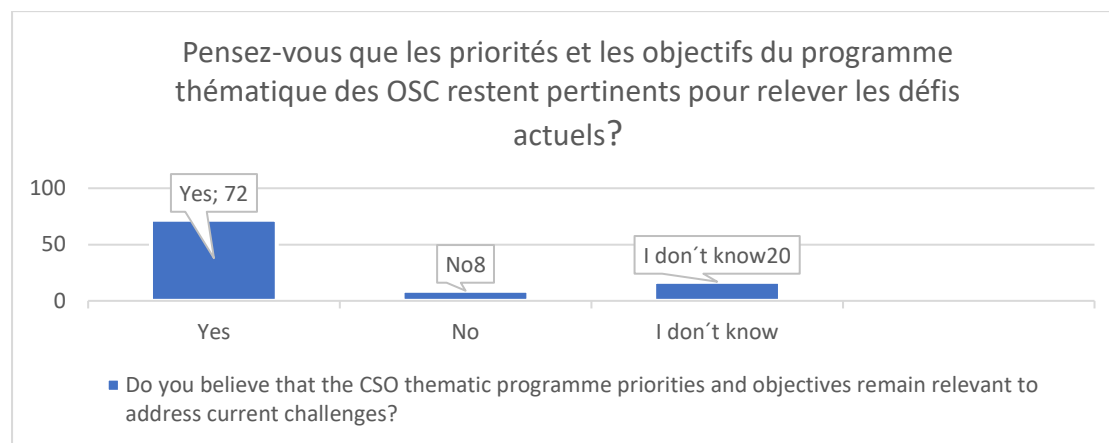 Pensez-vous que les priorités et les objectifs du programme
thématique des OSC restent pertinents pour relever les défis
actuels?
100
Yes; 72
50
No8
I don´t know20
0
Yes
No
I don´t know
Do you believe that the CSO thematic programme priorities and objectives remain relevant to
address current challenges?